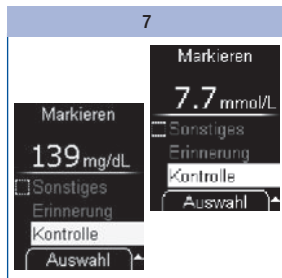 7
Markieren
139 mg/dL
Sonstiges
Erinnerung
Kontrolle
Auswahl
Markieren
7.7 mmol/L
Sonstiges
Erinnerung
Kontrolle
Auswahl